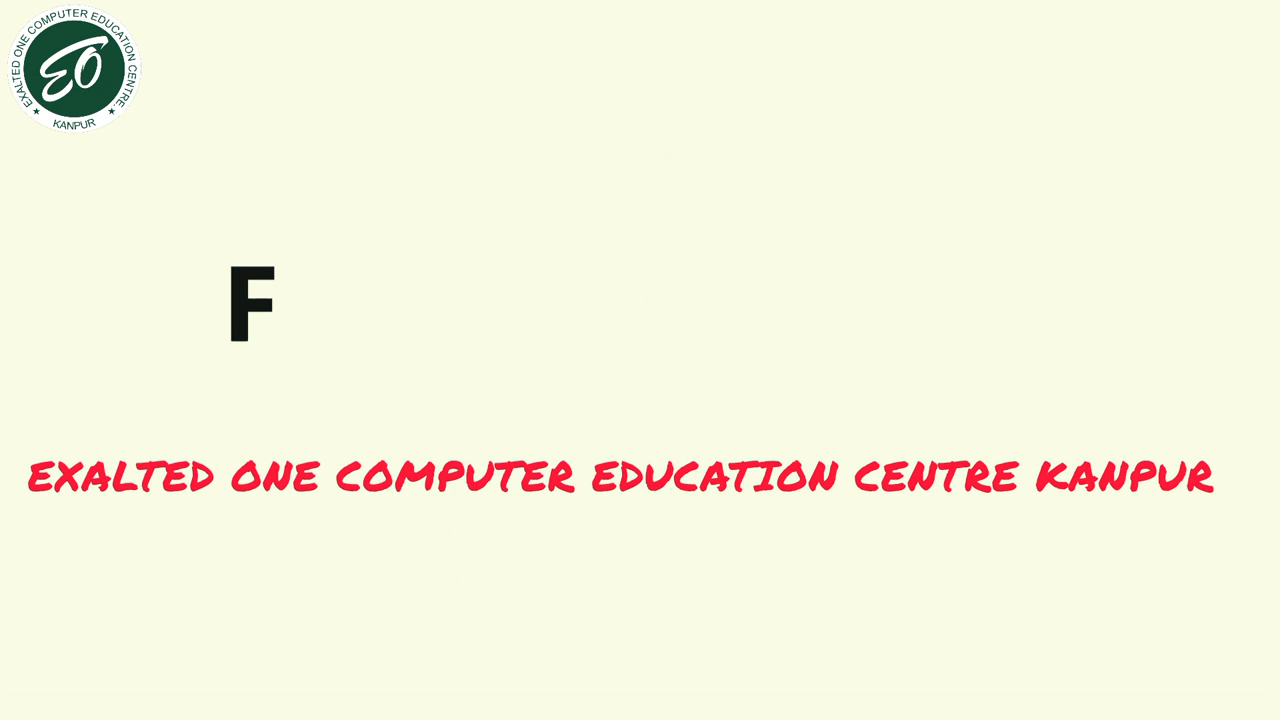 EXALTED ONE COMPUTER EDUCATION CENTRE
EO
★ KANPUR ★
F
EXALTED ONE COMPUTER EDUCATION CENTRE KANPUR